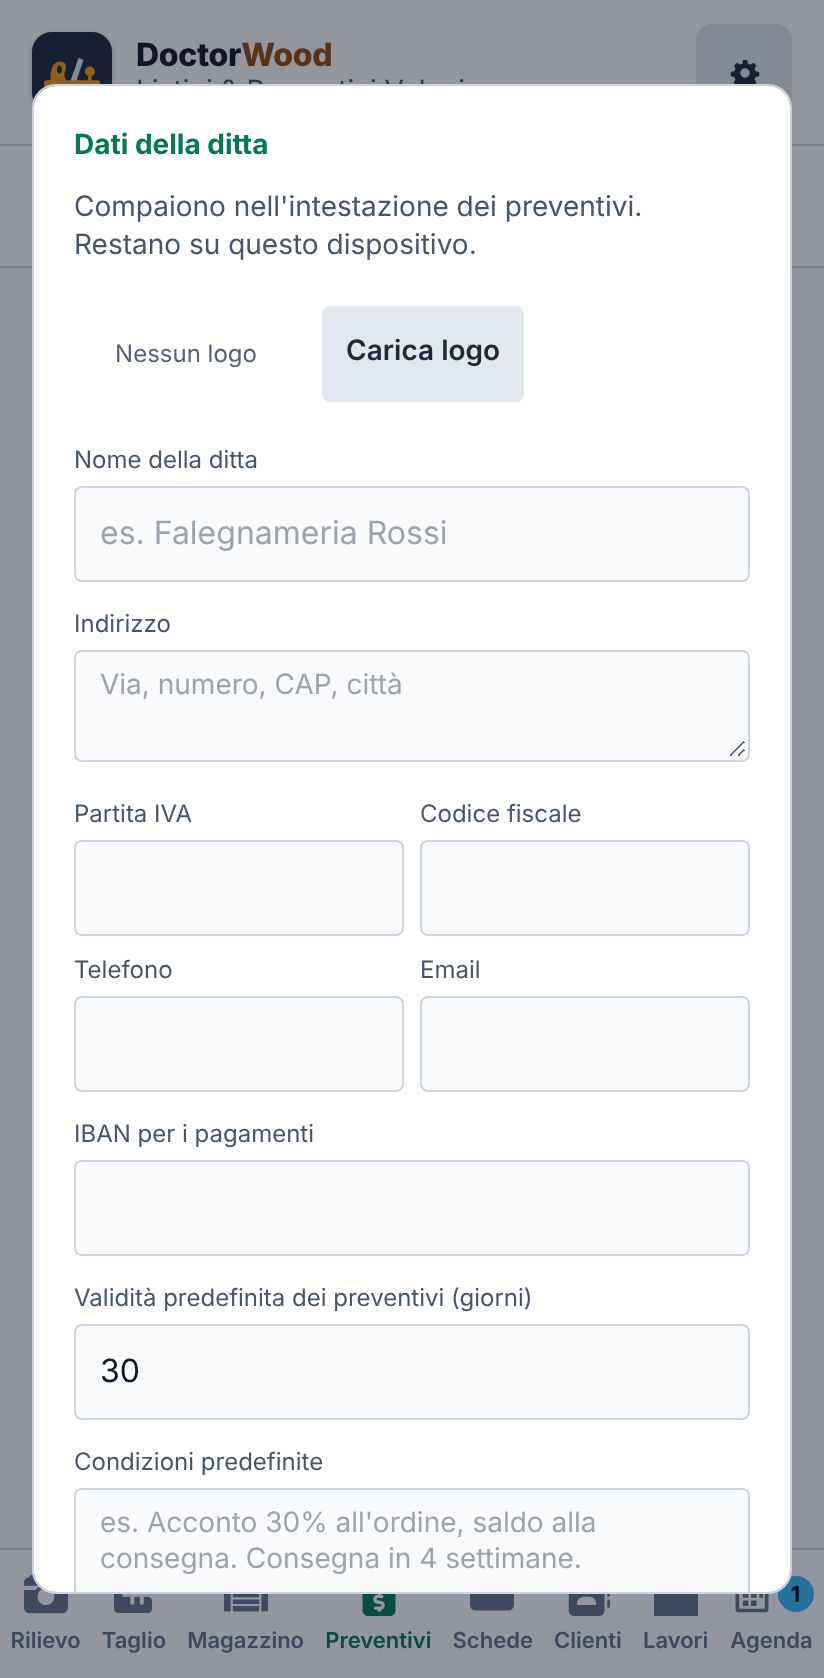 DoctorWood
Dati della ditta
Compaiono nell'intestazione dei preventivi.
Restano su questo dispositivo.
Nessun logo
Carica logo
Nome della ditta
es. Falegnameria Rossi
Indirizzo
Via, numero, CAP, città
Partita IVA
Codice fiscale
Telefono
Email
IBAN per i pagamenti
Validità predefinita dei preventivi (giorni)
30
Condizioni predefinite
es. Acconto 30% all'ordine, saldo alla
consegna. Consegna in 4 settimane.
1
Rilievo Taglio Magazzino Preventivi Schede Clienti Lavori Agenda